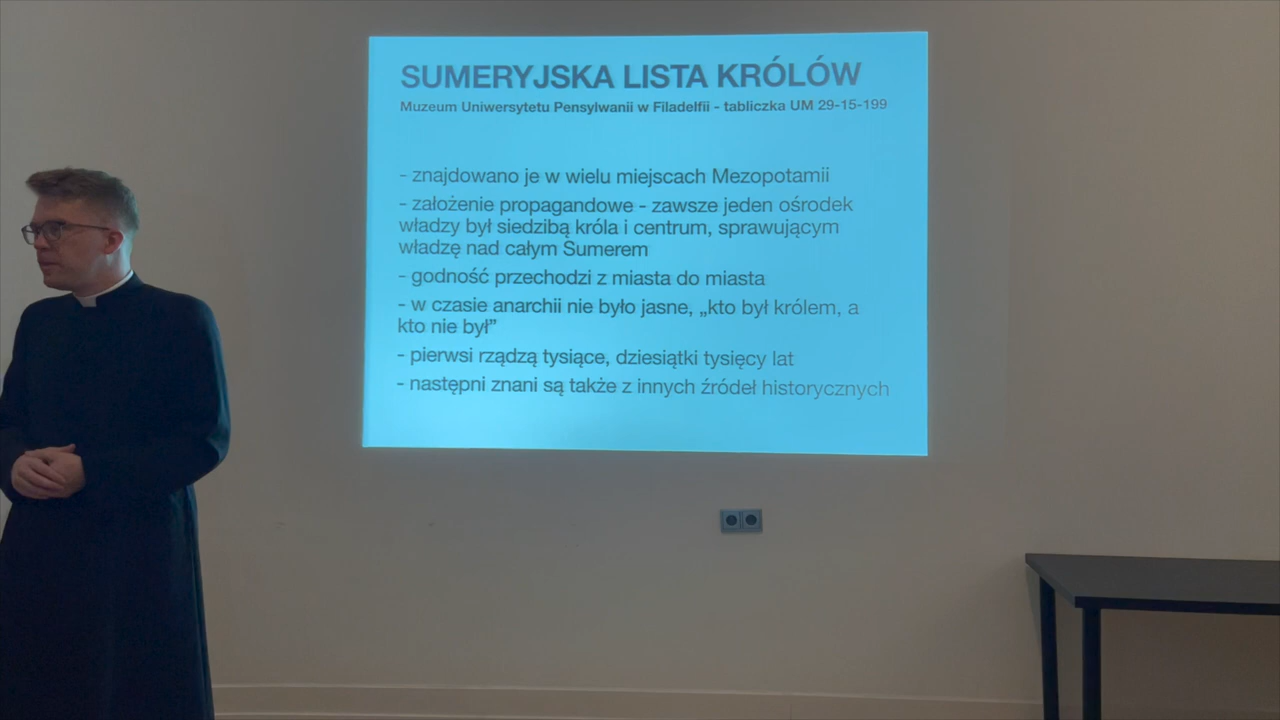 SUMERYJSKA LISTA KRÓLÓW
Muzeum Uniwersytetu Pensylwanii w Filadelfii - tabliczka UM 29-15-199
- znajdowano je w wielu miejscach Mezopotamii
- założenie propagandowe - zawsze jeden ośrodek
władzy był siedzibą króla i centrum, sprawującym
władzę nad całym Sumerem
- godność przechodzi z miasta do miasta
- w czasie anarchii nie było jasne, „kto był królem, a
kto nie był”
- pierwsi rządzą tysiące, dziesiątki tysięcy lat
- następni znani są także z innych źródeł historycznych